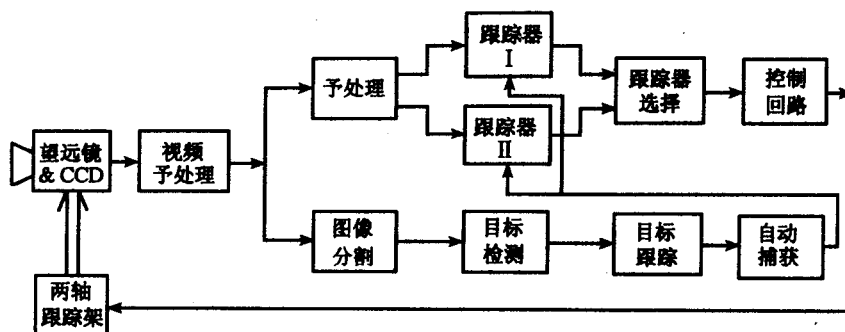 望远镜
& CCD
视频
予处理
予处理
跟踪器
I
跟踪器
II
跟踪器
选择
控制
回路
图像
分割
目标
检测
目标
跟踪
自动
捕获
两轴
跟踪架